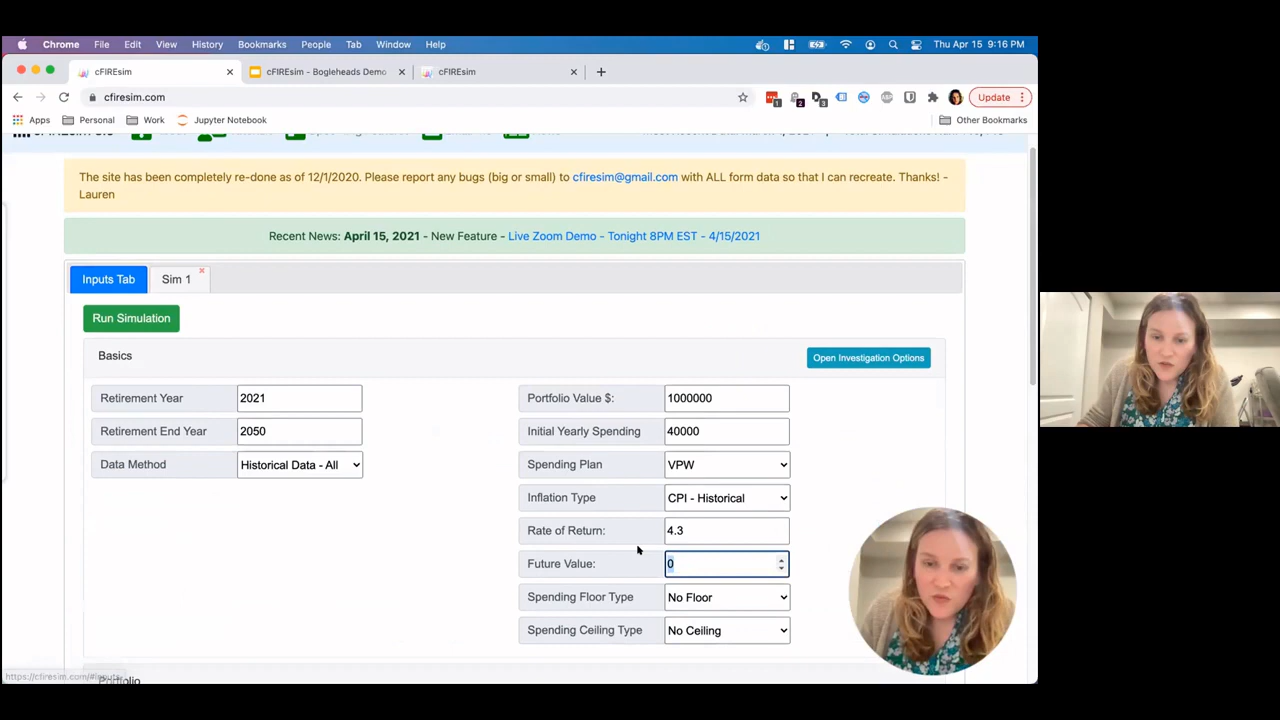 Chrome File Edit View History Bookmarks People Tab Window Help Thu Apr 15 9:16 PM
cFIREsim cFIREsim - Bogleheads Demo cFIREsim
cfiresim.com Update
Apps Personal Work Jupyter Notebook Other Bookmarks
The site has been completely re-done as of 12/1/2020. Please report any bugs (big or small) to cfiresim@gmail.com with ALL form data so that I can recreate. Thanks! -
Lauren
Recent News: April 15, 2021 - New Feature - Live Zoom Demo - Tonight 8PM EST - 4/15/2021
Inputs Tab Sim 1 x
Run Simulation
Basics Open Investigation Options
Retirement Year 2021 Portfolio Value $: 1000000
Retirement End Year 2050 Initial Yearly Spending 40000
Data Method Historical Data - All Spending Plan VPW
Inflation Type CPI - Historical
Rate of Return: 4.3
Future Value: 0
Spending Floor Type No Floor
Spending Ceiling Type No Ceiling
https://cfiresim.com/#inputs
Portfolio